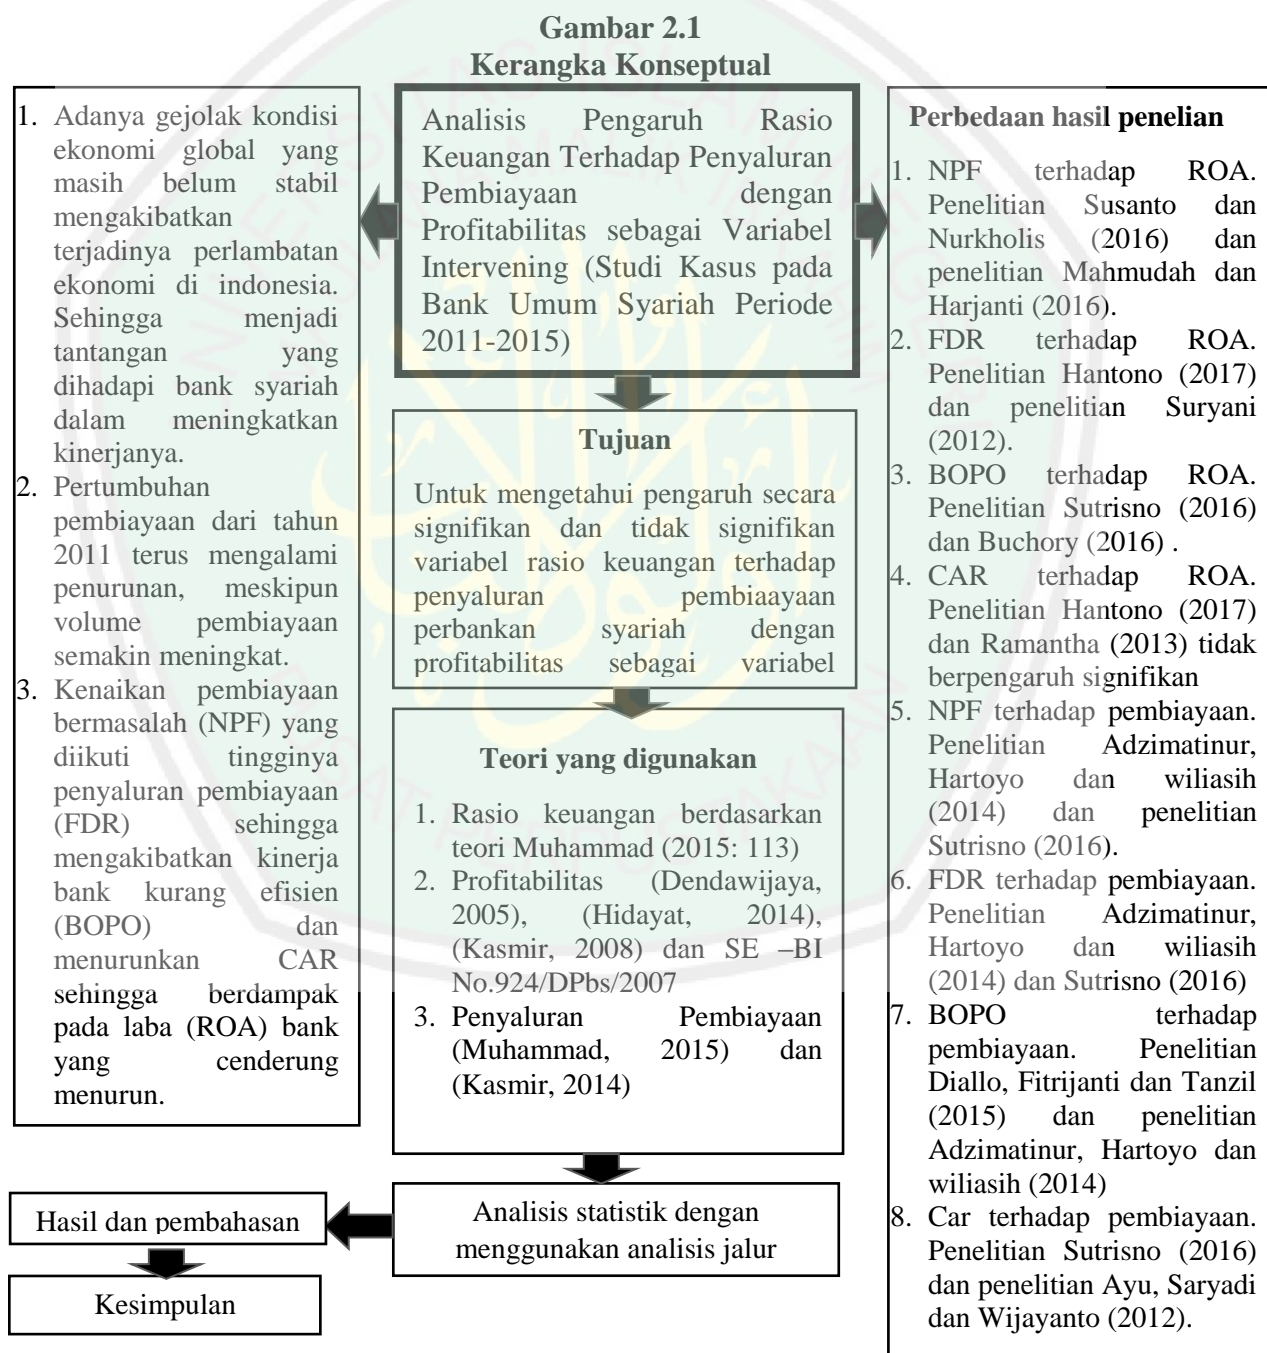 Gambar 2.1
Kerangka Konseptual
1. Adanya gejolak kondisi
ekonomi global yang
masih belum stabil
mengakibatkan
terjadinya perlambatan
ekonomi di indonesia.
Sehingga menjadi
tantangan yang
dihadapi bank syariah
dalam meningkatkan
kinerjanya.
2. Pertumbuhan
pembiayaan dari tahun
2011 terus mengalami
penurunan, meskipun
volume pembiayaan
semakin meningkat.
3. Kenaikan pembiayaan
bermasalah (NPF) yang
diikuti tingginya
penyaluran pembiayaan
(FDR) sehingga
mengakibatkan kinerja
bank kurang efisien
(BOPO) dan
menurunkan CAR
sehingga berdampak
pada laba (ROA) bank
yang cenderung
menurun.
Analisis Pengaruh Rasio
Keuangan Terhadap Penyaluran
Pembiayaan dengan
Profitabilitas sebagai Variabel
Intervening (Studi Kasus pada
Bank Umum Syariah Periode
2011-2015)
Tujuan
Untuk mengetahui pengaruh secara
signifikan dan tidak signifikan
variabel rasio keuangan terhadap
penyaluran pembiaayaan
perbankan syariah dengan
profitabilitas sebagai variabel
Teori yang digunakan
1. Rasio keuangan berdasarkan
teori Muhammad (2015: 113)
2. Profitabilitas (Dendawijaya,
2005), (Hidayat, 2014),
(Kasmir, 2008) dan SE –BI
No.924/DPbs/2007
3. Penyaluran Pembiayaan
(Muhammad, 2015) dan
(Kasmir, 2014)
Analisis statistik dengan
menggunakan analisis jalur
Hasil dan pembahasan
Kesimpulan
Perbedaan hasil penelian
1. NPF terhadap ROA.
Penelitian Susanto dan
Nurkholis (2016) dan
penelitian Mahmudah dan
Harjanti (2016).
2. FDR terhadap ROA.
Penelitian Hantono (2017)
dan penelitian Suryani
(2012).
3. BOPO terhadap ROA.
Penelitian Sutrisno (2016)
dan Buchory (2016) .
4. CAR terhadap ROA.
Penelitian Hantono (2017)
dan Ramantha (2013) tidak
berpengaruh signifikan
5. NPF terhadap pembiayaan.
Penelitian Adzimatinur,
Hartoyo dan wiliasih
(2014) dan penelitian
Sutrisno (2016).
6. FDR terhadap pembiayaan.
Penelitian Adzimatinur,
Hartoyo dan wiliasih
(2014) dan Sutrisno (2016)
7. BOPO terhadap
pembiayaan. Penelitian
Diallo, Fitrijanti dan Tanzil
(2015) dan penelitian
Adzimatinur, Hartoyo dan
wiliasih (2014)
8. Car terhadap pembiayaan.
Penelitian Sutrisno (2016)
dan penelitian Ayu, Saryadi
dan Wijayanto (2012).